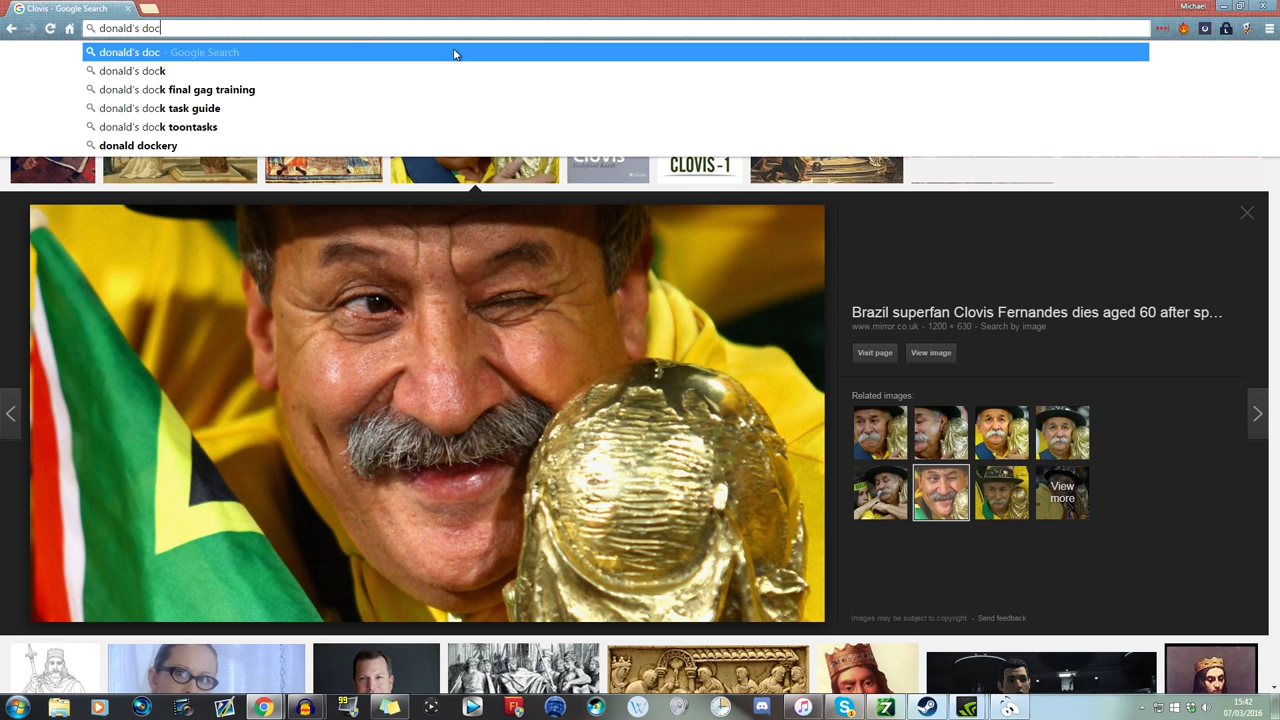 Clovis - Google Search
Michael
donald's doc
donald's doc - Google Search
donald's dock
donald's dock final gag training
donald's dock task guide
donald's dock toontasks
donald dockery
Clovis
CLOVIS -1
Brazil superfan Clovis Fernandes dies aged 60 after sp...
www.mirror.co.uk - 1200 × 630 - Search by image
Visit page
View image
Related images:
View
more
Images may be subject to copyright. - Send feedback
99
15:42
07/03/2016